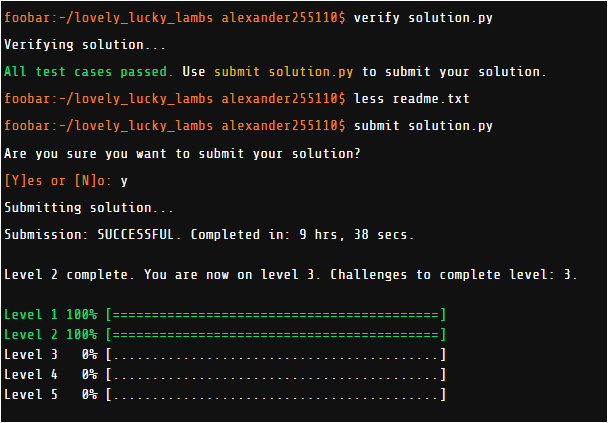 foobar:~/lovely_lucky_lambs alexander255110$ verify solution.py
Verifying solution...
All test cases passed. Use submit solution.py to submit your solution.
foobar:~/lovely_lucky_lambs alexander255110$ less readme.txt
foobar:~/lovely_lucky_lambs alexander255110$ submit solution.py
Are you sure you want to submit your solution?
[Y]es or [N]o: y
Submitting solution...
Submission: SUCCESSFUL. Completed in: 9 hrs, 38 secs.
Level 2 complete. You are now on level 3. Challenges to complete level: 3.
Level 1 100% [==========================================]
Level 2 100% [==========================================]
Level 3   0% [..........................................]
Level 4   0% [..........................................]
Level 5   0% [..........................................]